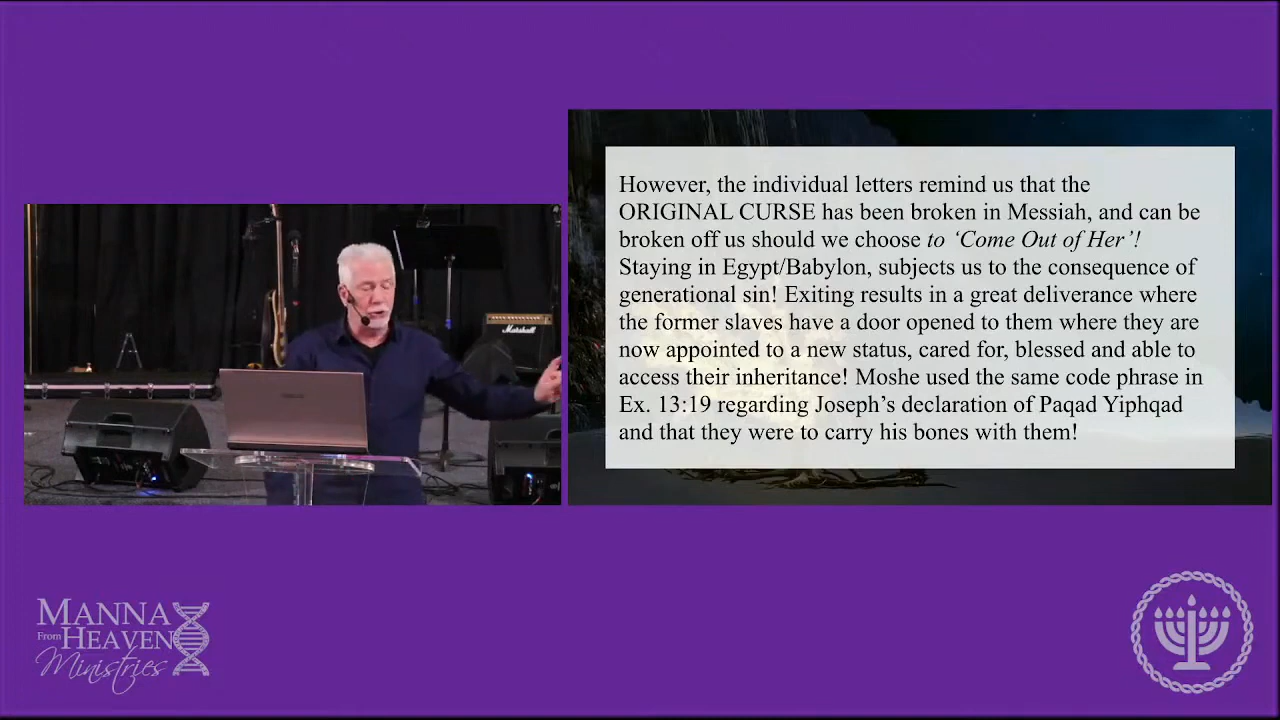 However, the individual letters remind us that the
ORIGINAL CURSE has been broken in Messiah, and can be
broken off us should we choose to ‘Come Out of Her’!
Staying in Egypt/Babylon, subjects us to the consequence of
generational sin! Exiting results in a great deliverance where
the former slaves have a door opened to them where they are
now appointed to a new status, cared for, blessed and able to
access their inheritance! Moshe used the same code phrase in
Ex. 13:19 regarding Joseph’s declaration of Paqad Yiphqad
and that they were to carry his bones with them!
Marshall
MANNA
From HEAVEN
Ministries